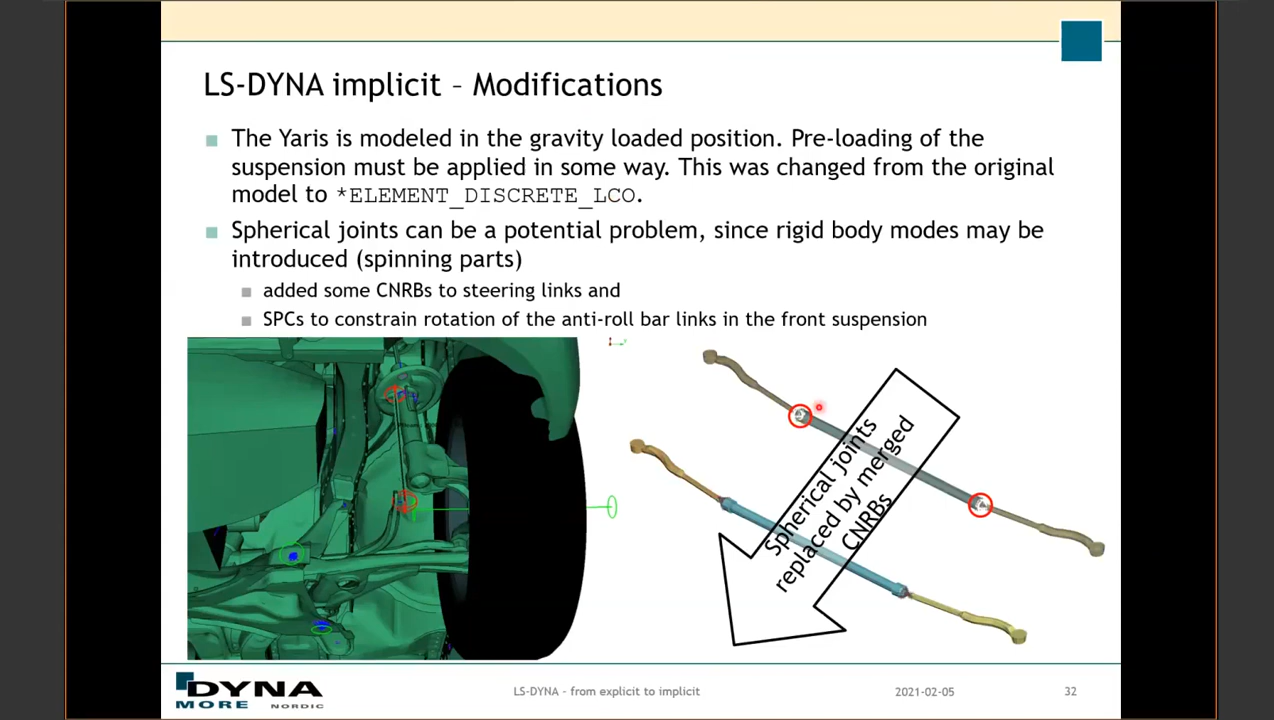 LS-DYNA implicit – Modifications
The Yaris is modeled in the gravity loaded position. Pre-loading of the
suspension must be applied in some way. This was changed from the original
model to *ELEMENT_DISCRETE_LCO.
Spherical joints can be a potential problem, since rigid body modes may be
introduced (spinning parts)
added some CNRBs to steering links and
SPCs to constrain rotation of the anti-roll bar links in the front suspension
Spherical joints
replaced by merged
CNRBs
DYNA
MORE NORDIC
LS-DYNA – from explicit to implicit
2021-02-05
32